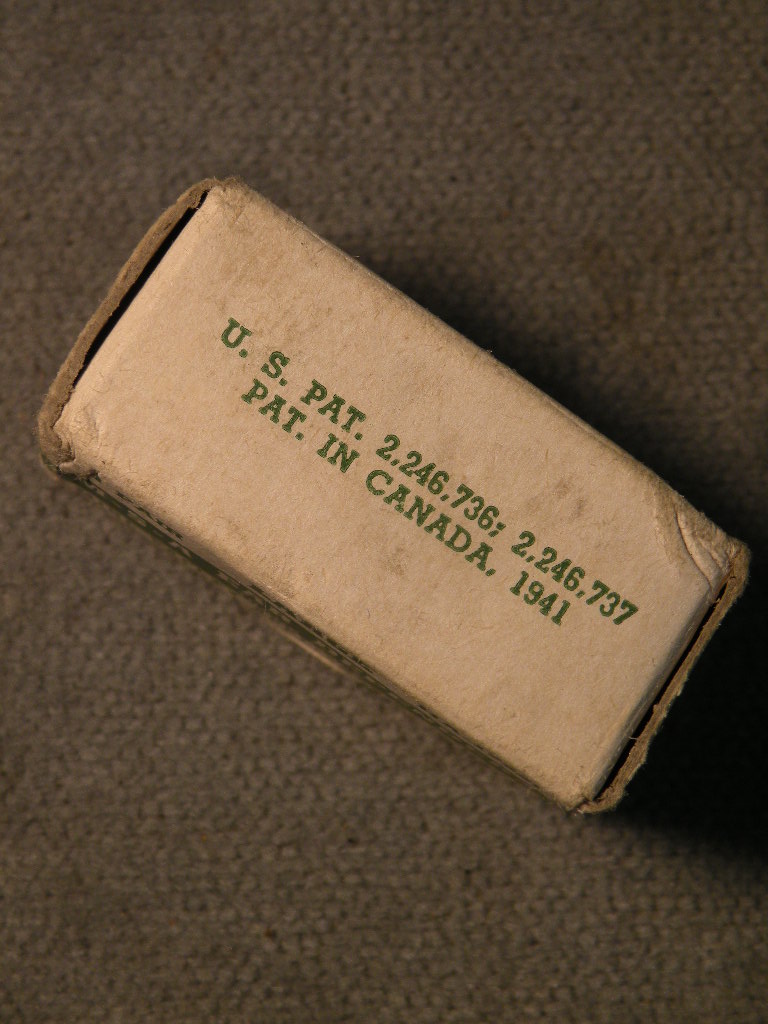 U. S. PAT. 2,246,736; 2,246,737
PAT. IN CANADA, 1941